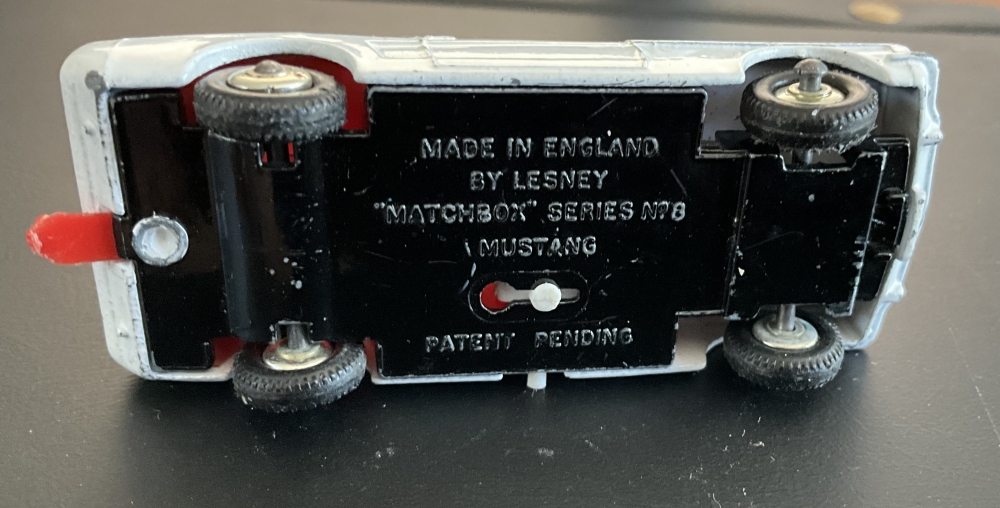 MADE IN ENGLAND
BY LESNEY
"MATCHBOX" SERIES Nº8
MUSTANG
PATENT PENDING